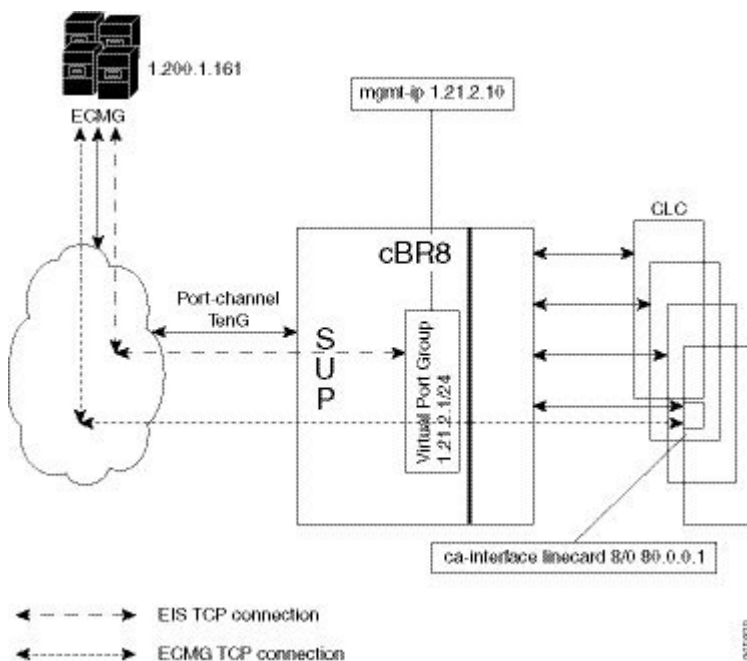 1.200.1.161
ECMG
mgmt-ip 1.21.2.10
CLC
cBR8
Port-channel
TenG
SUP
Virtual Port Group
1.21.2.1/24
ca-interface linecard 8/0 80.0.0.1
EIS TCP connection
ECMG TCP connection